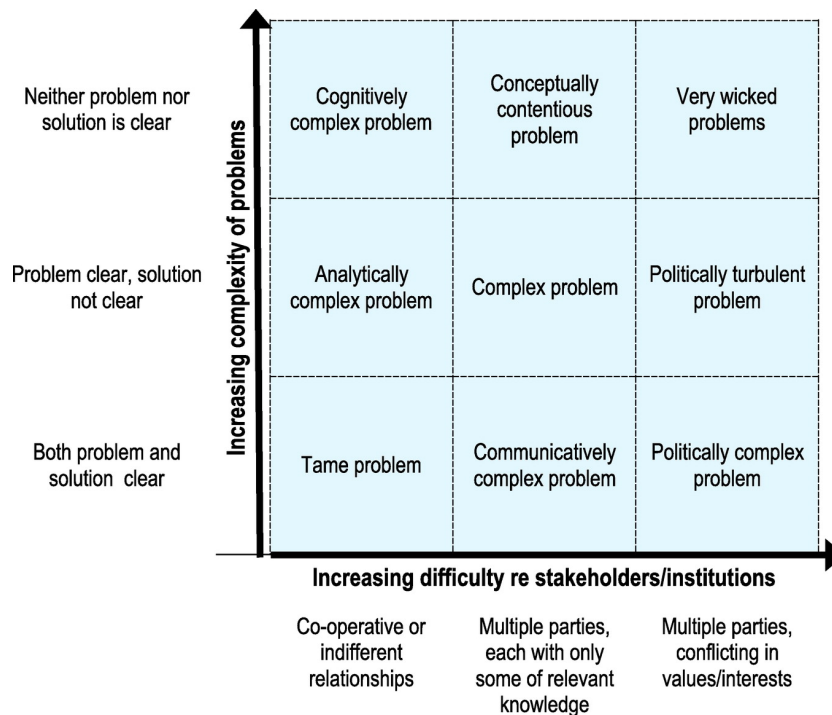 Neither problem nor
solution is clear
Cognitively
complex problem
Conceptually
contentious
problem
Very wicked
problems
Increasing complexity of problems
Problem clear, solution
not clear
Analytically
complex problem
Complex problem
Politically turbulent
problem
Both problem and
solution  clear
Tame problem
Communicatively
complex problem
Politically complex
problem
Increasing difficulty re stakeholders/institutions
Co-operative or
indifferent
relationships
Multiple parties,
each with only
some of relevant
knowledge
Multiple parties,
conflicting in
values/interests